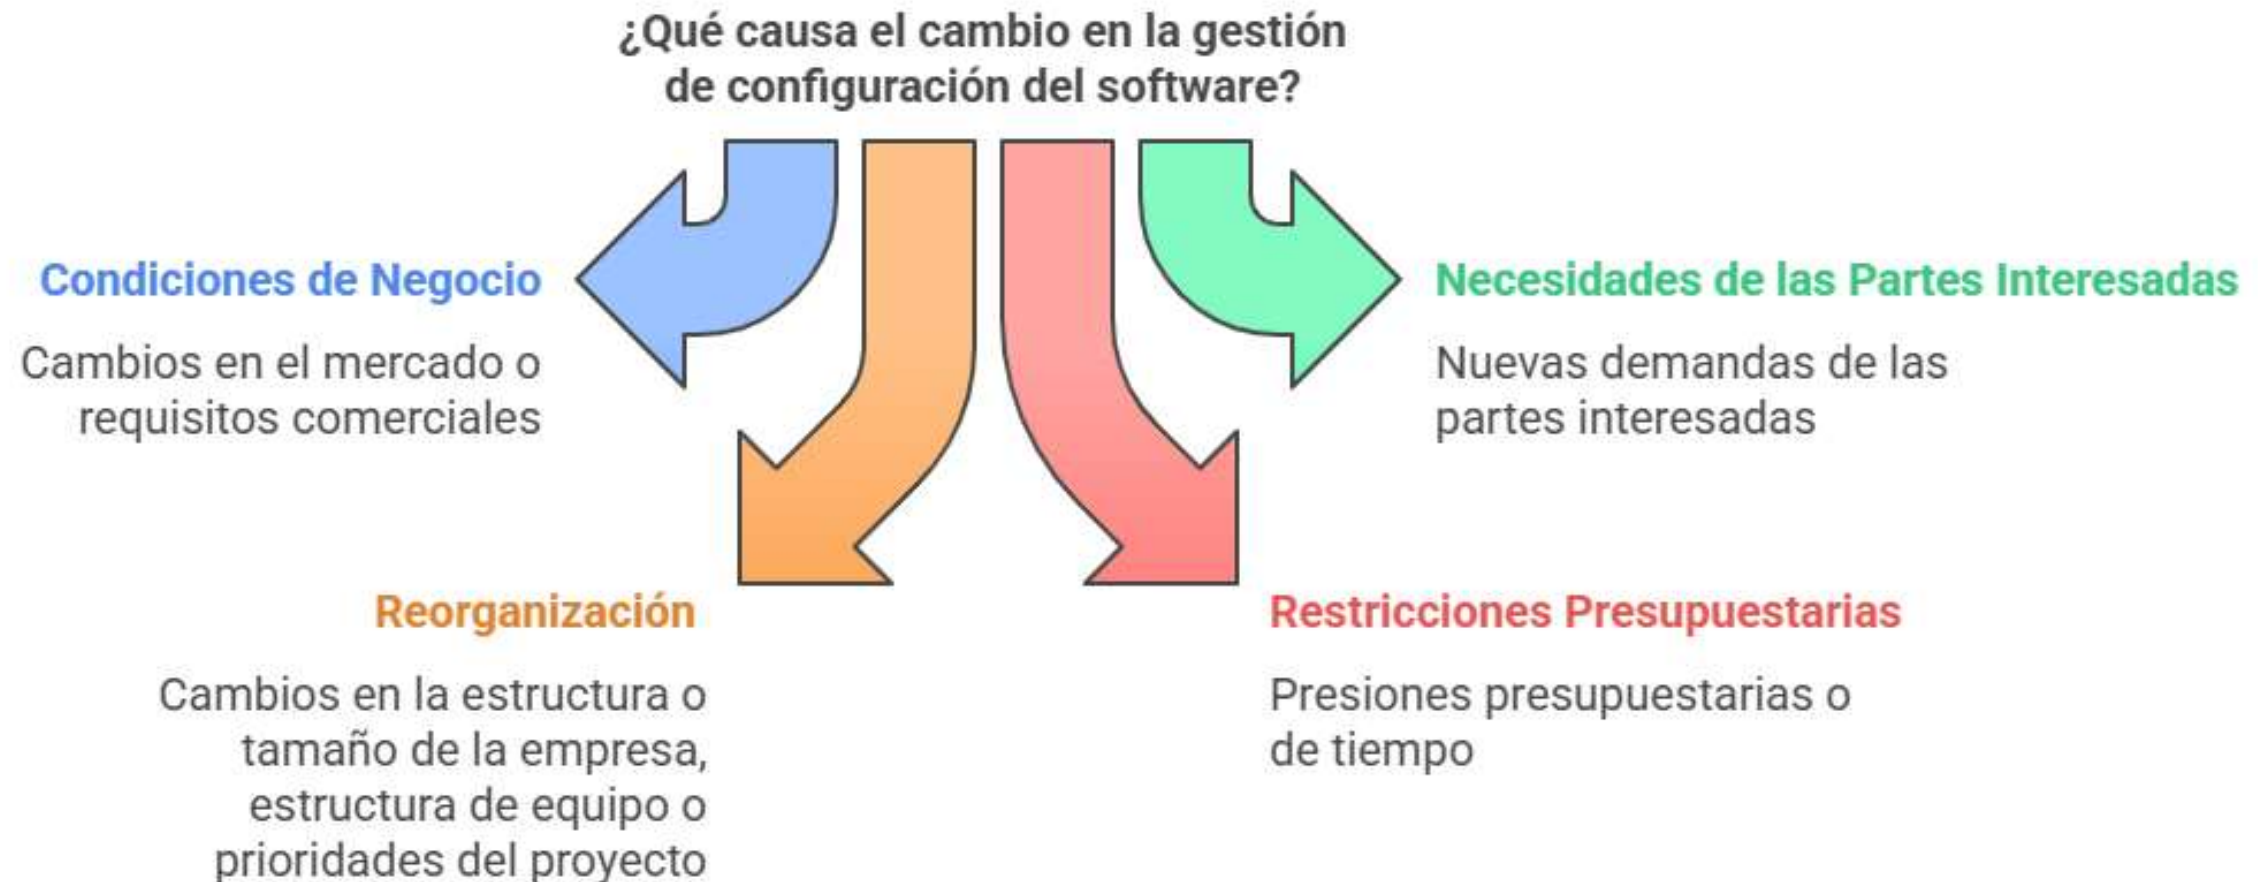 ¿Qué causa el cambio en la gestión
de configuración del software?
Condiciones de Negocio
Cambios en el mercado o
requisitos comerciales
Necesidades de las Partes Interesadas
Nuevas demandas de las
partes interesadas
Reorganización
Cambios en la estructura o
tamaño de la empresa,
estructura de equipo o
prioridades del proyecto
Restricciones Presupuestarias
Presiones presupuestarias o
de tiempo